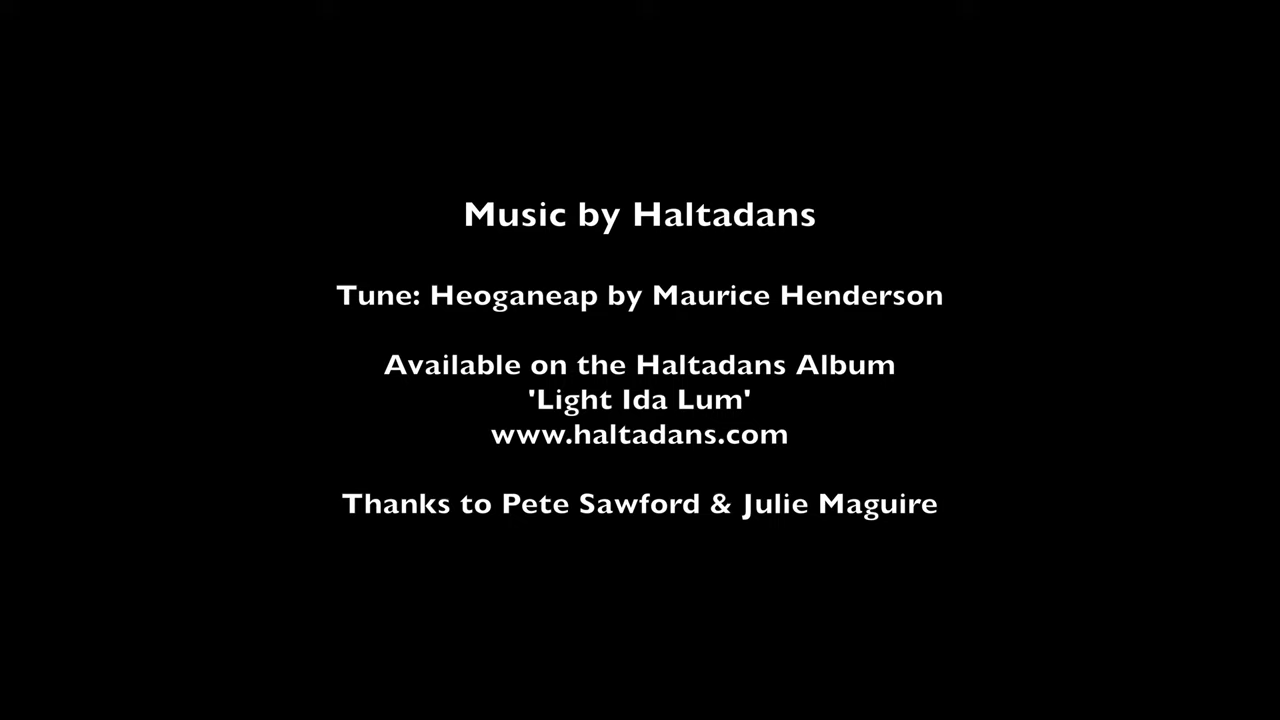 Music by Haltadans
Tune: Heoganeap by Maurice Henderson
Available on the Haltadans Album
'Light Ida Lum'
www.haltadans.com
Thanks to Pete Sawford & Julie Maguire